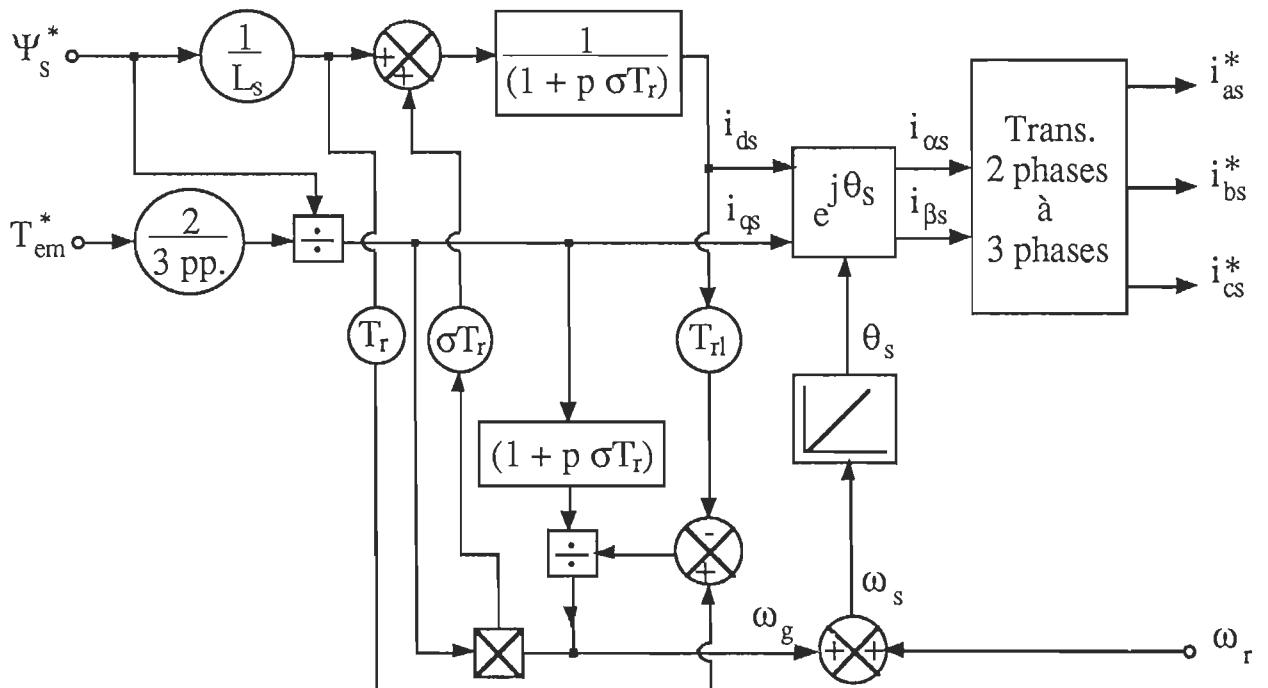 Ψs*
1
Ls
+
+
1
(1 + p σTr)
ids
iαs
ias*
Trans.
2 phases
à
3 phases
ibs*
ics*
Tem*
2
3 pp.
÷
iqs
e^jθs
iβs
Tr
σTr
Trl
θs
(1 + p σTr)
÷
-
+
ωs
ωg
+
+
ωr